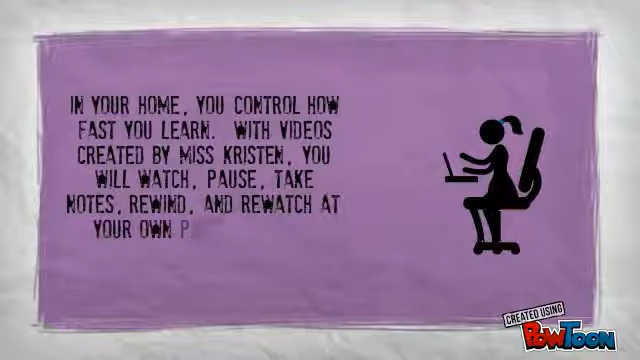 IN YOUR HOME, YOU CONTROL HOW
FAST YOU LEARN. WITH VIDEOS
CREATED BY MISS KRISTEN, YOU
WILL WATCH, PAUSE, TAKE
NOTES, REWIND, AND REWATCH AT
YOUR OWN P
CREATED USING
POWTOON